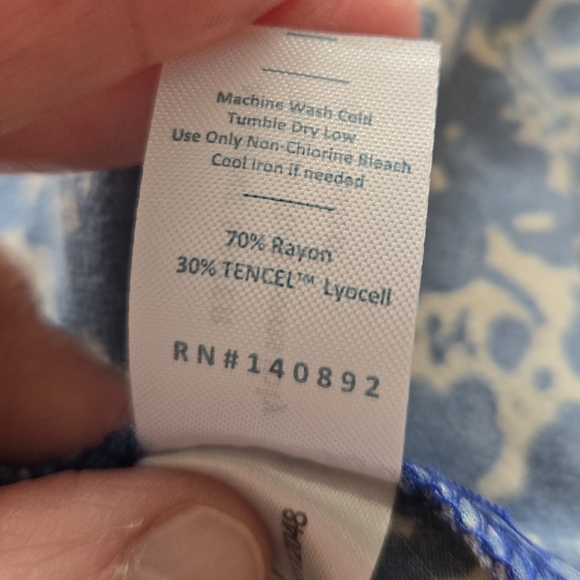 Machine Wash Cold
Tumble Dry Low
Use Only Non-Chlorine Bleach
Cool Iron if needed
70% Rayon
30% TENCEL™ Lyocell
RN#140892